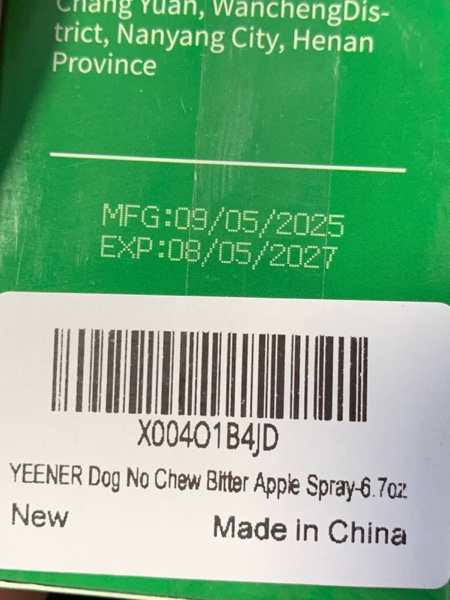 Chang Yuan, WanchengDis-
trict, Nanyang City, Henan
Province
MFG:09/05/2025
EXP:08/05/2027
X004O1B4JD
YEENER Dog No Chew Bitter Apple Spray-6.7oz
New
Made in China